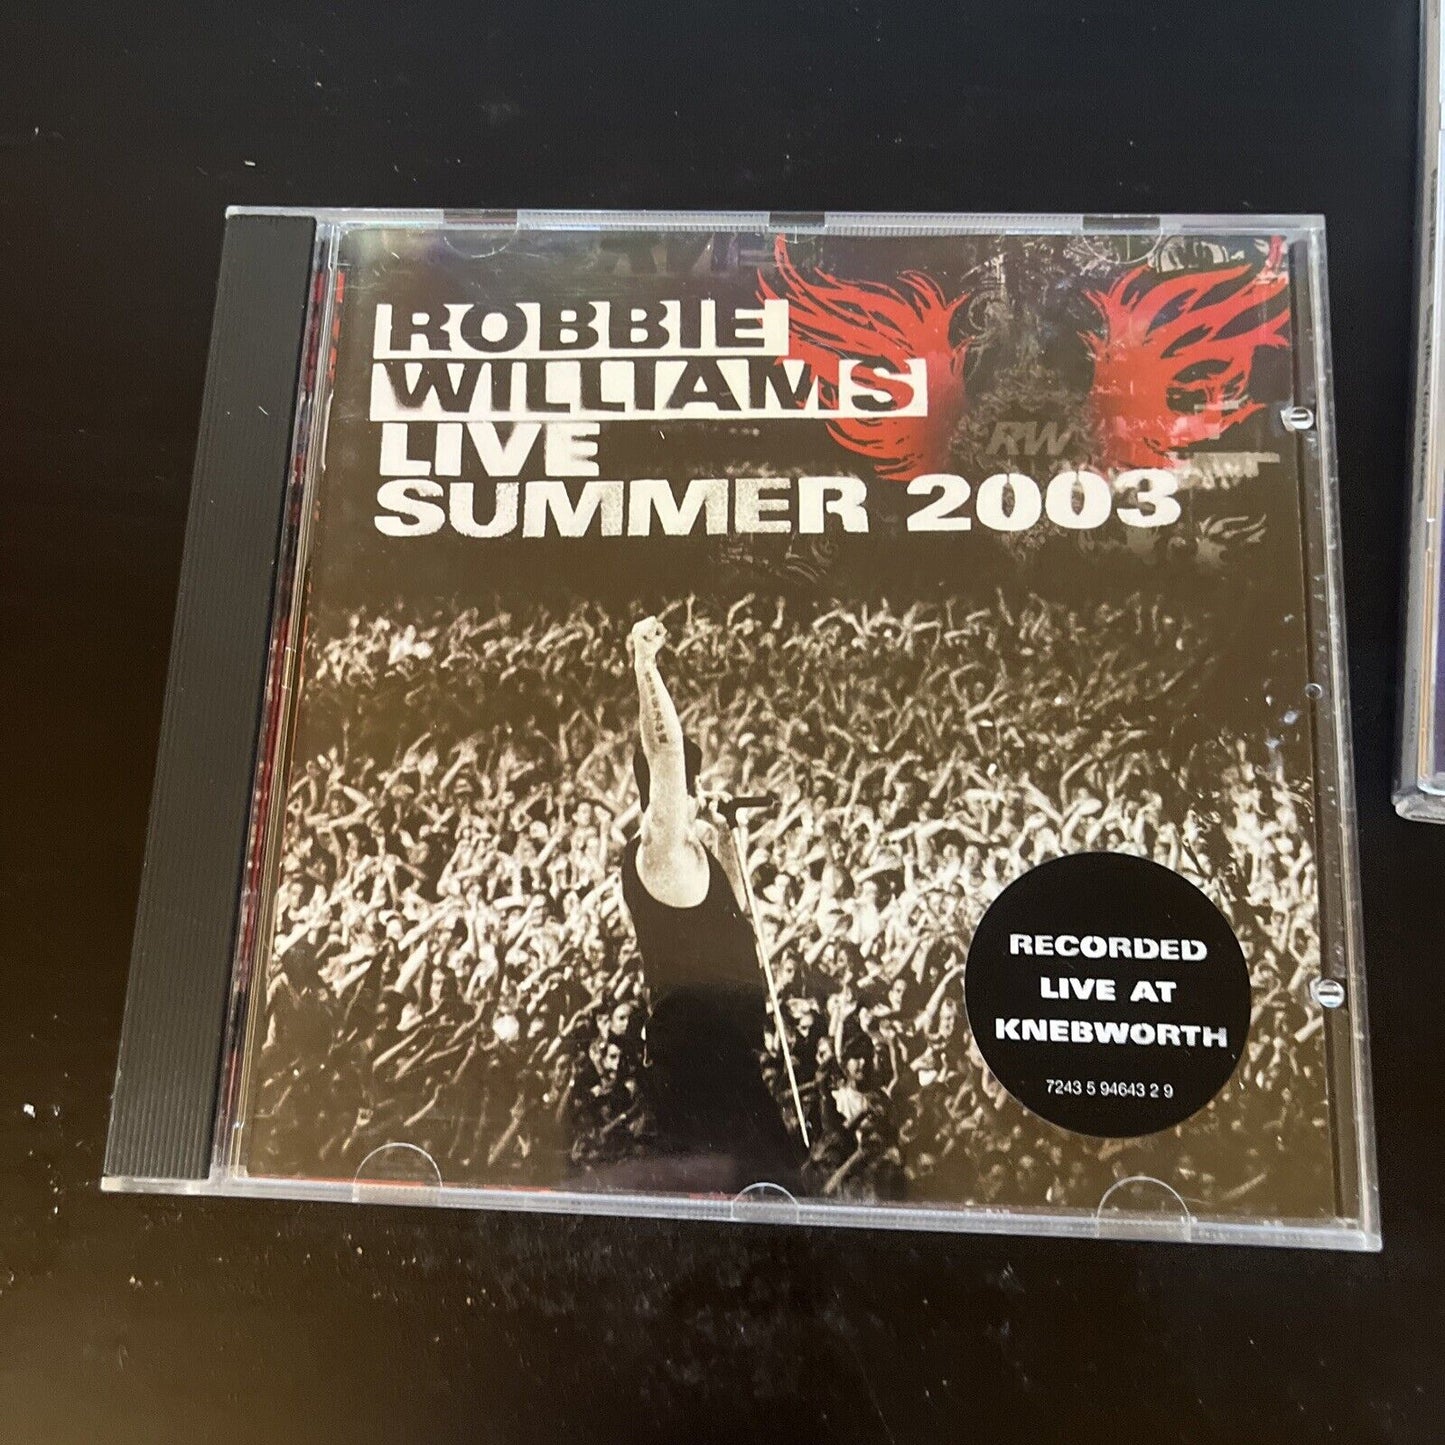 ROBBIE
WILLIAMS
LIVE
SUMMER 2003
RW
RECORDED
LIVE AT
KNEBWORTH
7243 5 94643 2 9